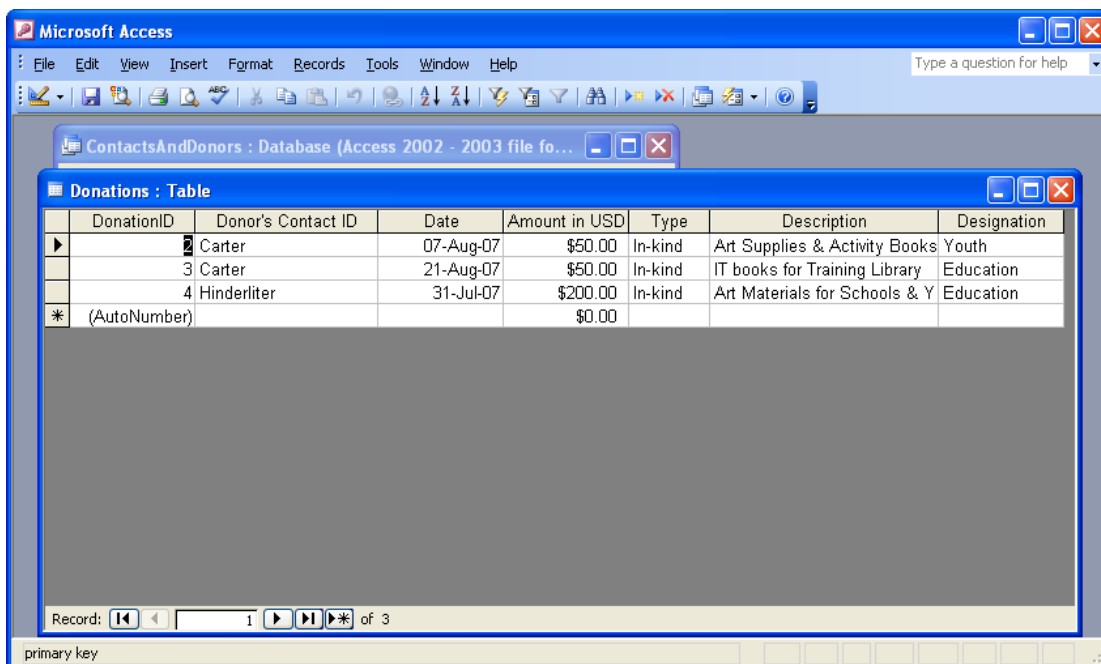 Microsoft Access
File Edit View Insert Format Records Tools Window Help Type a question for help
ContactsAndDonors : Database (Access 2002 - 2003 file fo...
Donations : Table
DonationID Donor's Contact ID Date Amount in USD Type Description Designation
2 Carter 07-Aug-07 $50.00 In-kind Art Supplies & Activity Books Youth
3 Carter 21-Aug-07 $50.00 In-kind IT books for Training Library Education
4 Hinderliter 31-Jul-07 $200.00 In-kind Art Materials for Schools & Y Education
(AutoNumber) $0.00
Record: 1 of 3
primary key